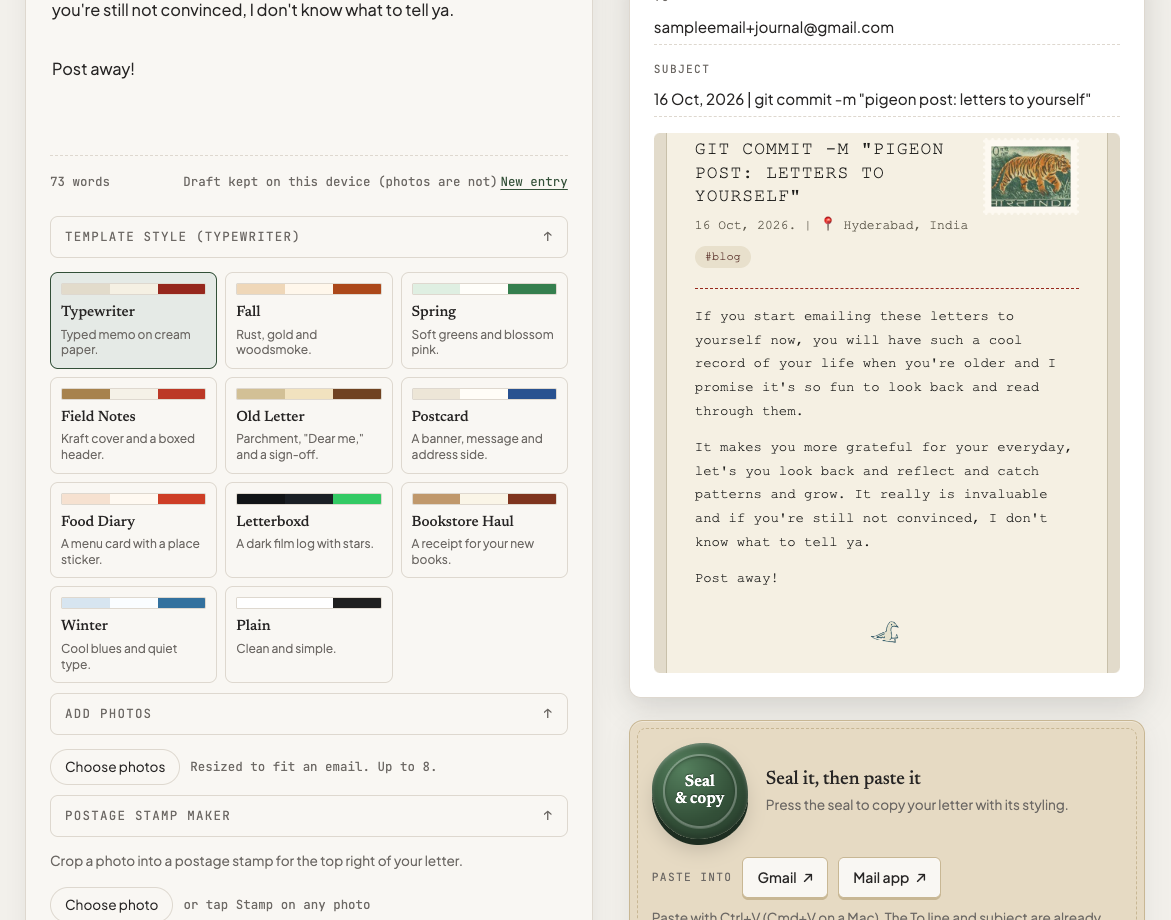 you're still not convinced, I don't know what to tell ya.
Post away!
73 words
Draft kept on this device (photos are not) New entry
TEMPLATE STYLE (TYPEWRITER) ↑
Typewriter
Typed memo on cream
paper.
Fall
Rust, gold and
woodsmoke.
Spring
Soft greens and blossom
pink.
Field Notes
Kraft cover and a boxed
header.
Old Letter
Parchment, "Dear me,"
and a sign-off.
Postcard
A banner, message and
address side.
Food Diary
A menu card with a place
sticker.
Letterboxd
A dark film log with stars.
Bookstore Haul
A receipt for your new
books.
Winter
Cool blues and quiet
type.
Plain
Clean and simple.
ADD PHOTOS ↑
Choose photos
Resized to fit an email. Up to 8.
POSTAGE STAMP MAKER ↑
Crop a photo into a postage stamp for the top right of your letter.
Choose photo
or tap Stamp on any photo
sampleemail+journal@gmail.com
SUBJECT
16 Oct, 2026 | git commit -m "pigeon post: letters to yourself"
GIT COMMIT -M "PIGEON
POST: LETTERS TO
YOURSELF"
16 Oct, 2026. | 📍 Hyderabad, India
#blog
If you start emailing these letters to
yourself now, you will have such a cool
record of your life when you're older and I
promise it's so fun to look back and read
through them.
It makes you more grateful for your everyday,
let's you look back and reflect and catch
patterns and grow. It really is invaluable
and if you're still not convinced, I don't
know what to tell ya.
Post away!
Seal
& copy
Seal it, then paste it
Press the seal to copy your letter with its styling.
PASTE INTO
Gmail ↗
Mail app ↗
Paste with Ctrl+V (Cmd+V on a Mac). The To line and subject are already